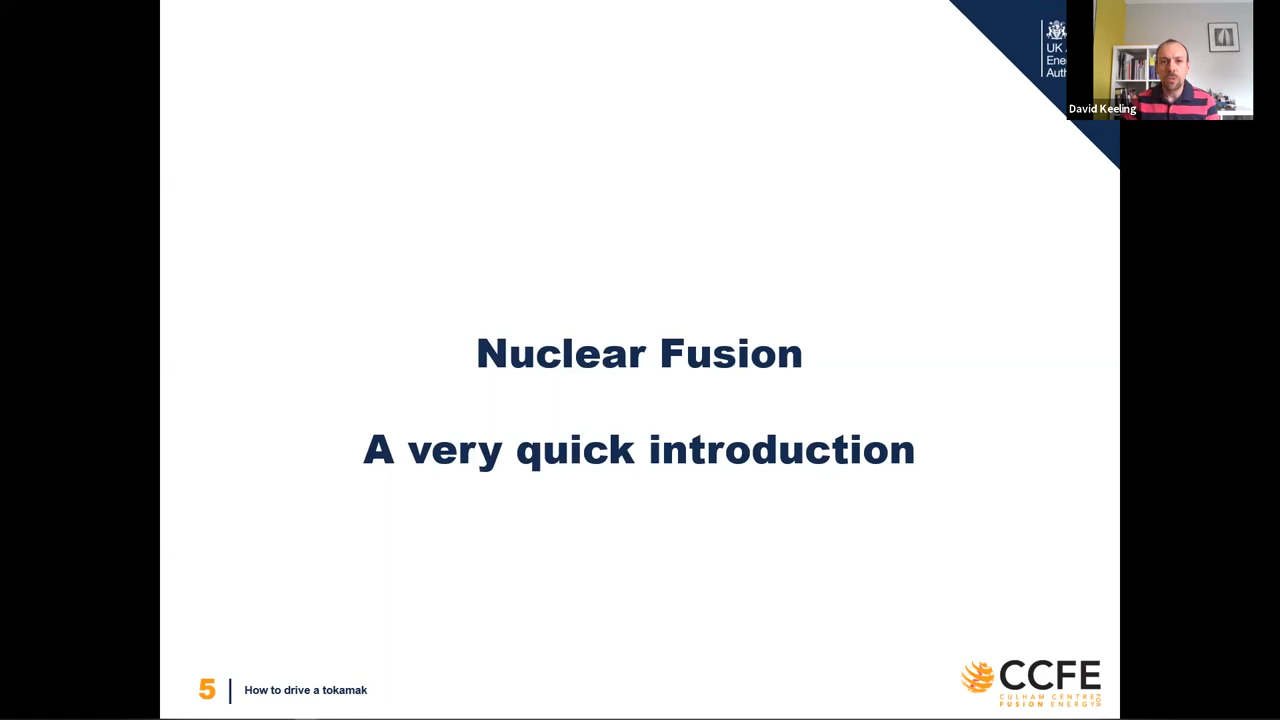 UK
Ene
Auth
David Keeling
Nuclear Fusion
A very quick introduction
5
How to drive a tokamak
CCFE
CULHAM CENTRE
FUSION ENERGY
FOR